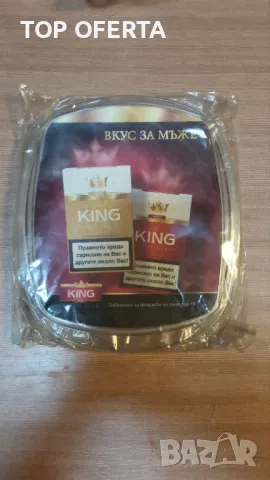 TOP OFERTA
ВКУС ЗА МЪЖЕ
KING
KING
Пушенето вреди
сериозно на Вас и
другите около Вас!
Пушенето вреди
сериозно на Вас и
другите около Вас!
KING
BAZAR